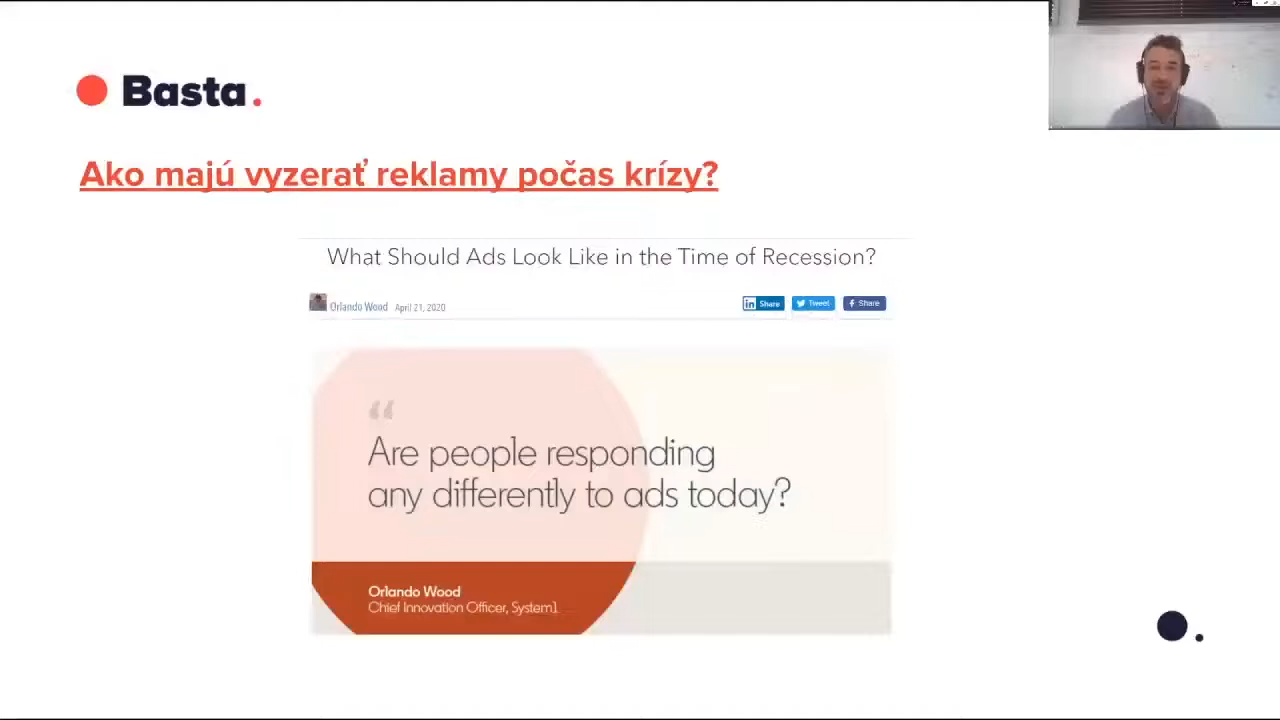 Basta.
Ako majú vyzerať reklamy počas krízy?
What Should Ads Look Like in the Time of Recession?
Orlando Wood April 21, 2020
Share Tweet Share
“
Are people responding
any differently to ads today?
Orlando Wood
Chief Innovation Officer, System1